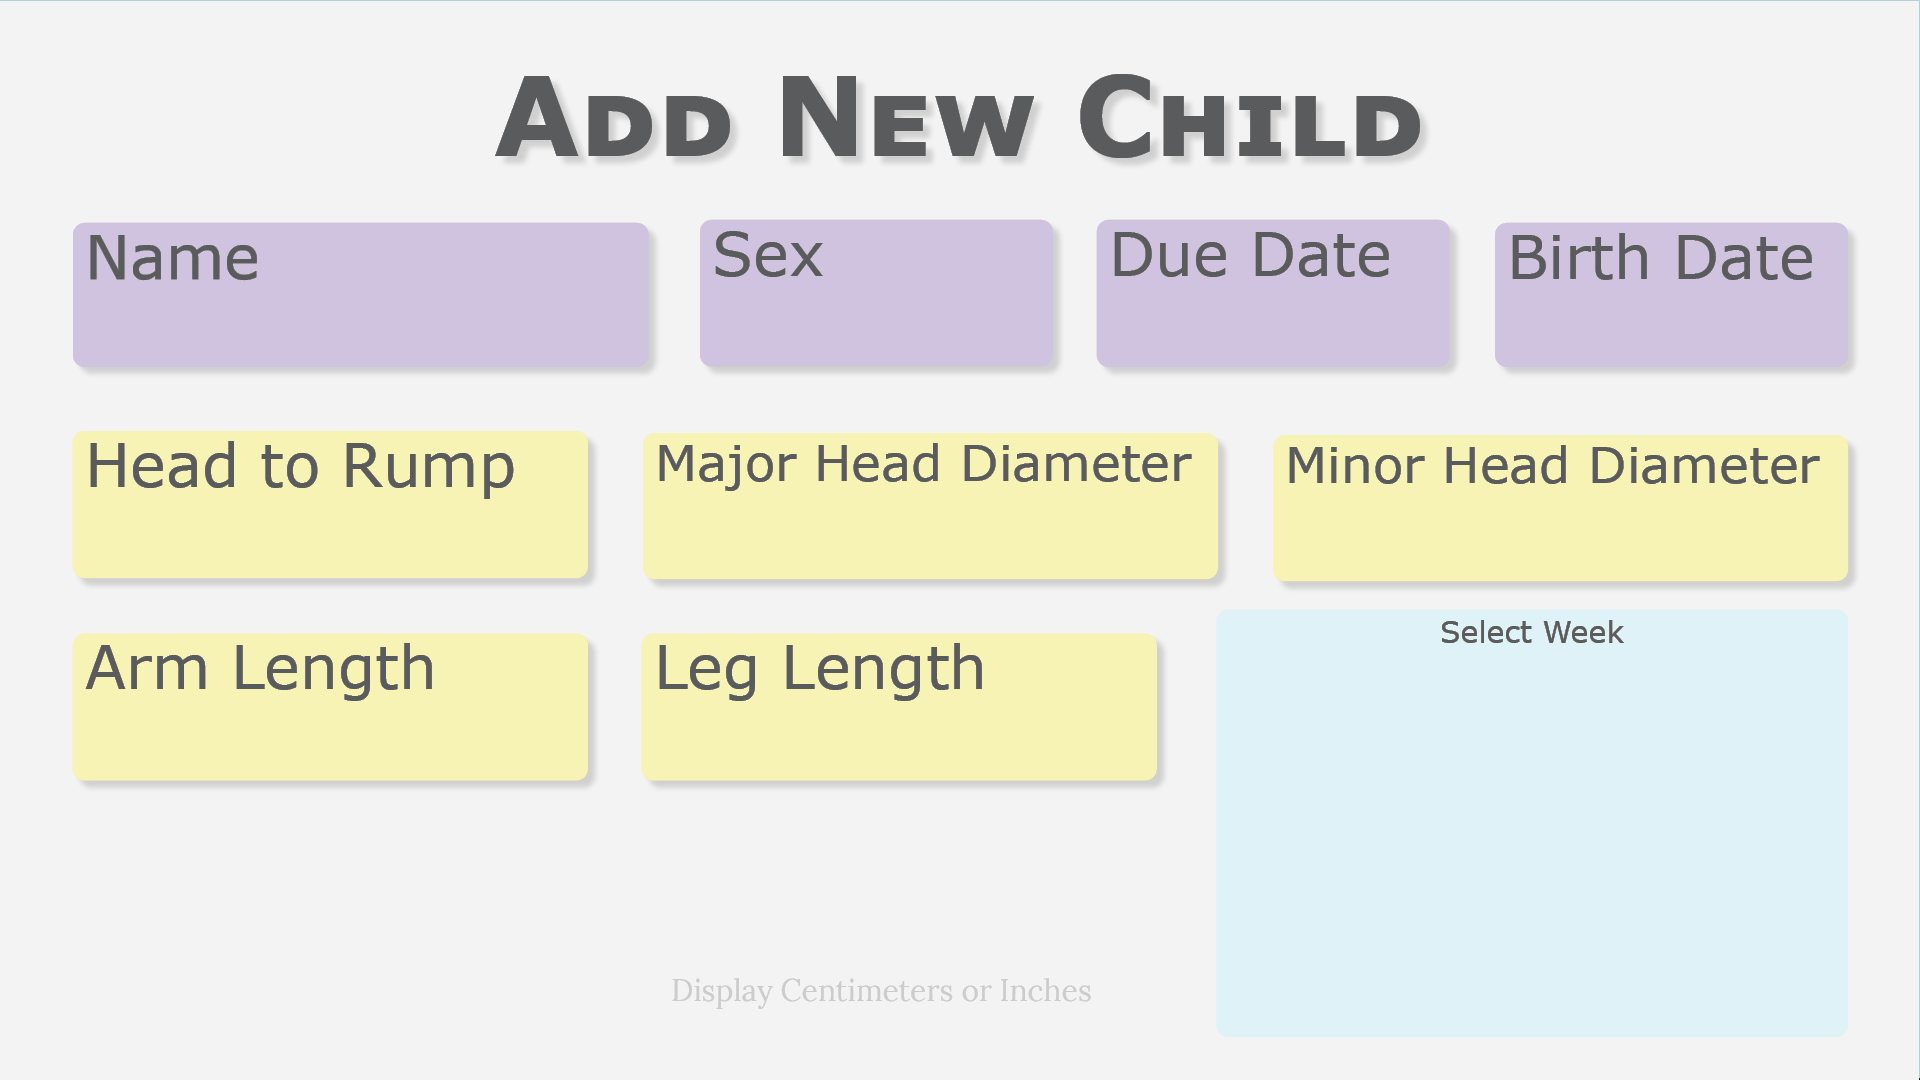 Add New Child
Name
Sex
Due Date
Birth Date
Head to Rump
Major Head Diameter
Minor Head Diameter
Arm Length
Leg Length
Select Week
Display Centimeters or Inches